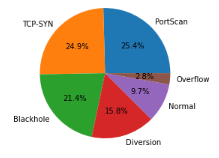 TCP-SYN
PortScan
24.9%
25.4%
2.8%
Overflow
9.7%
Normal
21.4%
15.8%
Blackhole
Diversion